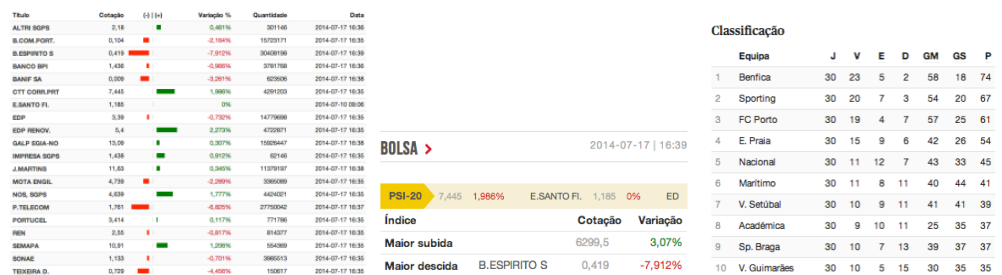 Título Cotação (-) | (+) Variação % Quantidade Data
ALTRI SGPS 2,18 0,461% 301146 2014-07-17 16:35
B.COM.PORT. 0,104 -2,164% 15723171 2014-07-17 16:35
B.ESPIRITO S 0,419 -7,912% 30408198 2014-07-17 16:39
BANCO BPI 1,436 -0,966% 3781768 2014-07-17 16:36
BANIF SA 0,009 -3,261% 623506 2014-07-17 16:38
CTT CORR.PRT 7,445 1,986% 4291203 2014-07-17 16:35
E.SANTO FI. 1,185 0% 2014-07-10 09:06
EDP 3,39 -0,732% 14779698 2014-07-17 16:35
EDP RENOV. 5,4 2,273% 4722871 2014-07-17 16:35
GALP EGIA-NO 13,09 0,307% 15926447 2014-07-17 16:38
IMPRESA SGPS 1,438 0,912% 62146 2014-07-17 16:35
J.MARTINS 11,63 0,345% 11379197 2014-07-17 16:38
MOTA ENGIL 4,739 -2,289% 3365089 2014-07-17 16:35
NOS, SGPS 4,639 1,777% 4424021 2014-07-17 16:35
P.TELECOM 1,761 -6,825% 27750042 2014-07-17 16:37
PORTUCEL 3,414 0,117% 771786 2014-07-17 16:35
REN 2,55 -0,817% 814377 2014-07-17 16:35
SEMAPA 10,91 1,206% 554369 2014-07-17 16:35
SONAE 1,133 -0,701% 3965513 2014-07-17 16:35
TEIXEIRA D. 0,729 -4,456% 150617 2014-07-17 16:35
BOLSA 2014-07-17 | 16:39
PSI-20 7,445 1,986% E.SANTO FI. 1,185 0% ED
Índice Cotação Variação
Maior subida 6299,5 3,07%
Maior descida B.ESPIRITO S 0,419 -7,912%
Classificação
Equipa J V E D GM GS P
1 Benfica 30 23 5 2 58 18 74
2 Sporting 30 20 7 3 54 20 67
3 FC Porto 30 19 4 7 57 25 61
4 E. Praia 30 15 9 6 42 26 54
5 Nacional 30 11 12 7 43 33 45
6 Marítimo 30 11 8 11 40 44 41
7 V. Setúbal 30 10 9 11 41 41 39
8 Académica 30 9 10 11 25 35 37
9 Sp. Braga 30 10 7 13 39 37 37
10 V. Guimarães 30 10 5 15 30 35 35